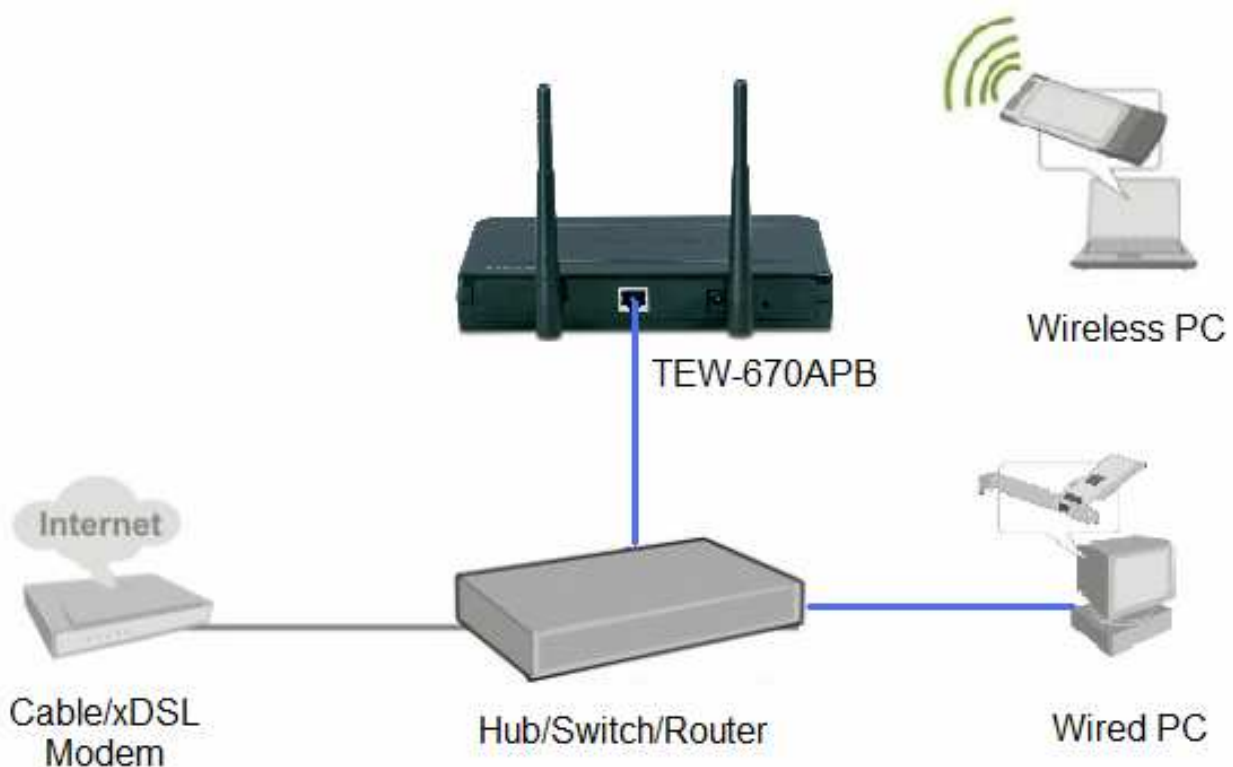 Wireless PC
TEW-670APB
Internet
Cable/xDSL
Modem
Hub/Switch/Router
Wired PC